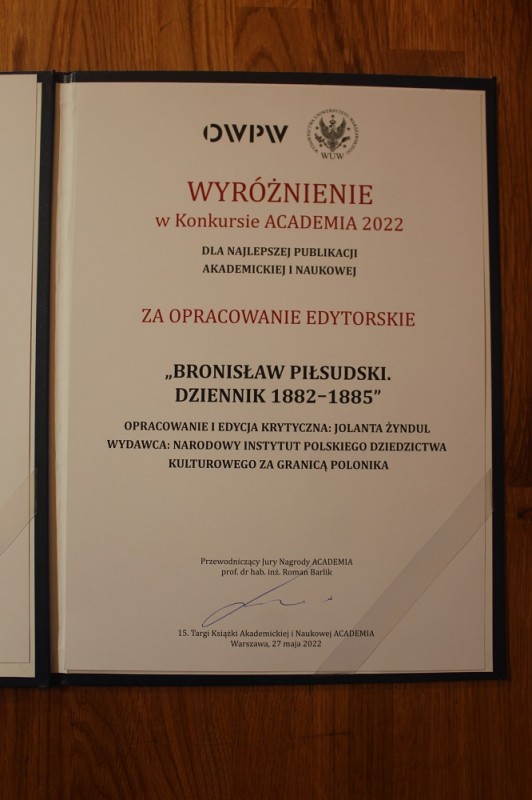 OWPW
WUW
WYRÓŻNIENIE
w Konkursie ACADEMIA 2022
DLA NAJLEPSZEJ PUBLIKACJI
AKADEMICKIEJ I NAUKOWEJ
ZA OPRACOWANIE EDYTORSKIE
„BRONISŁAW PIŁSUDSKI.
DZIENNIK 1882–1885”
OPRACOWANIE I EDYCJA KRYTYCZNA: JOLANTA ŻYNDUL
WYDAWCA: NARODOWY INSTYTUT POLSKIEGO DZIEDZICTWA
KULTUROWEGO ZA GRANICĄ POLONIKA
Przewodniczący Jury Nagrody ACADEMIA
prof. dr hab. inż. Roman Barlik
15. Targi Książki Akademickiej i Naukowej ACADEMIA
Warszawa, 27 maja 2022